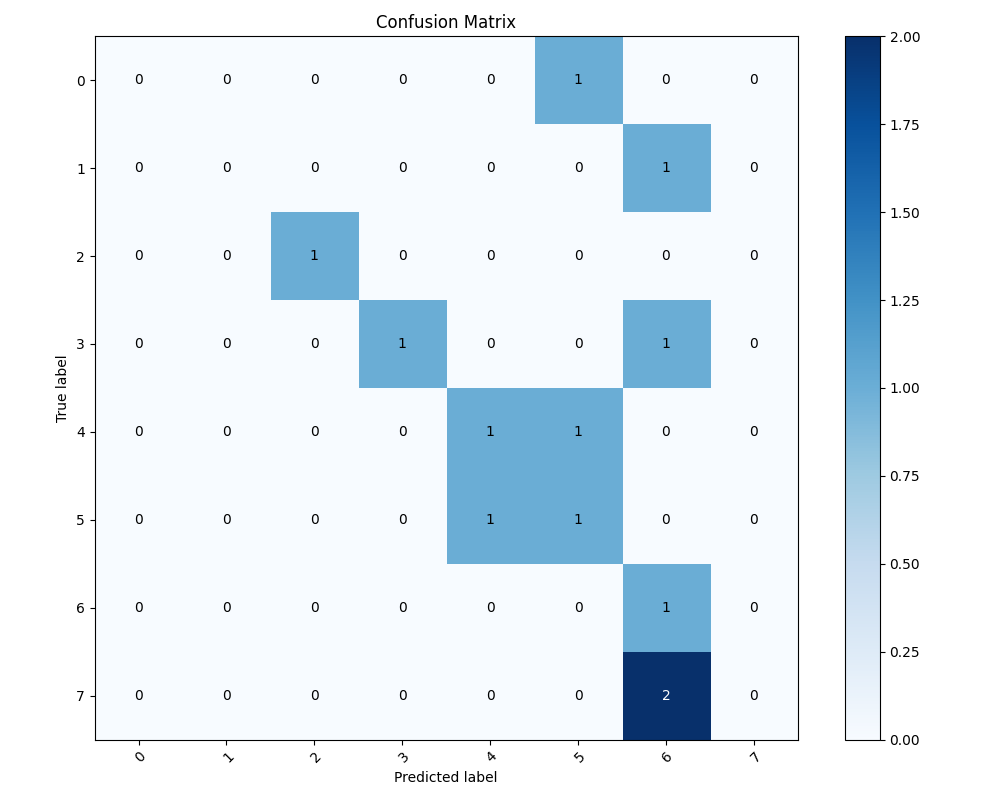 Confusion Matrix
0 0 0 0 0 0 1 0 0
1 0 0 0 0 0 0 1 0
2 0 0 1 0 0 0 0 0
3 0 0 0 1 0 0 1 0
4 0 0 0 0 1 1 0 0
5 0 0 0 0 1 1 0 0
6 0 0 0 0 0 0 1 0
7 0 0 0 0 0 0 2 0
0 1 2 3 4 5 6 7
True label
Predicted label
2.00
1.75
1.50
1.25
1.00
0.75
0.50
0.25
0.00